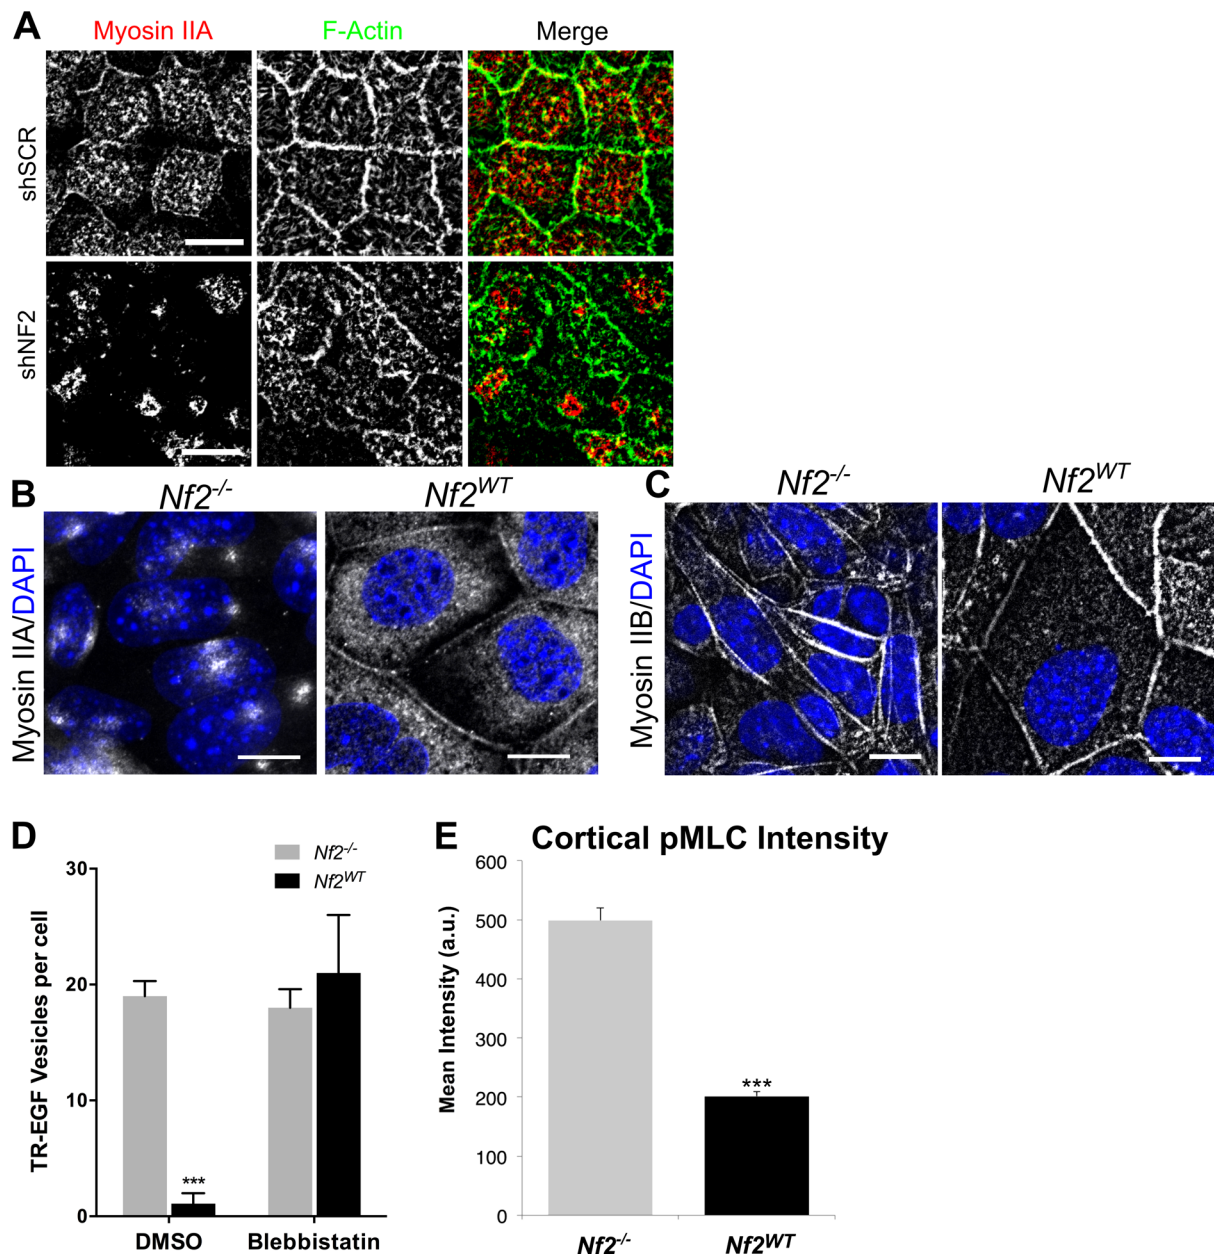 A
Myosin IIA
F-Actin
Merge
shSCR
shNF2
B
Nf2-/-
Nf2WT
Myosin IIA/DAPI
C
Nf2-/-
Nf2WT
Myosin IIB/DAPI
D
Nf2-/-
Nf2WT
TR-EGF Vesicles per cell
30
20
10
0
***
DMSO
Blebbistatin
E
Cortical pMLC Intensity
Mean Intensity (a.u.)
600
500
400
300
200
100
0
***
Nf2-/-
Nf2WT